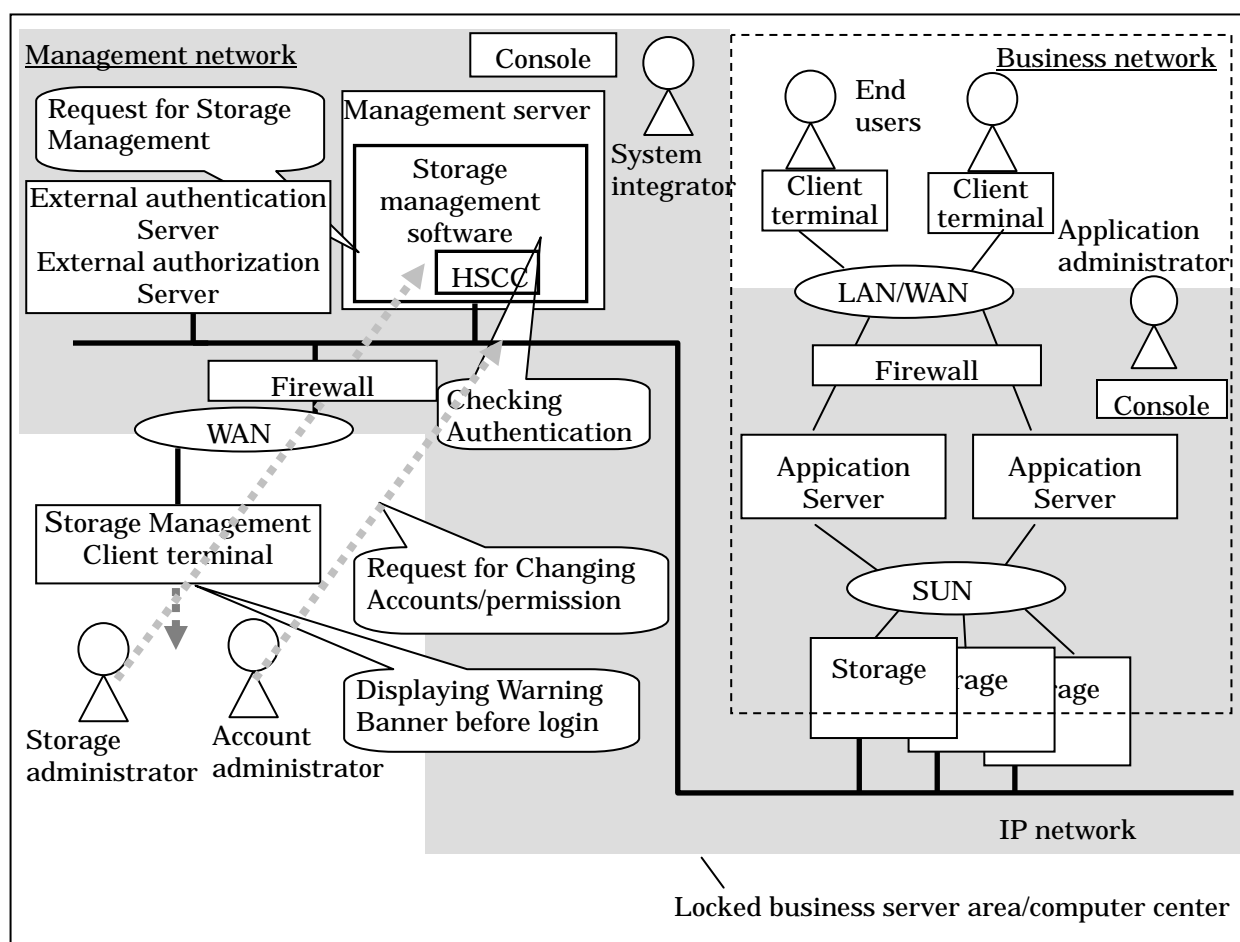 Management network
Console
Business network
Request for Storage
Management
Management server
End
users
System
integrator
Storage
management
software
HSCC
External authentication
Server
External authorization
Server
Client
terminal
Client
terminal
Application
administrator
LAN/WAN
Firewall
Firewall
Console
WAN
Checking
Authentication
Appication
Server
Appication
Server
Storage Management
Client terminal
Request for Changing
Accounts/permission
SUN
Storage
rage
rage
Displaying Warning
Banner before login
Storage
administrator
Account
administrator
IP network
Locked business server area/computer center